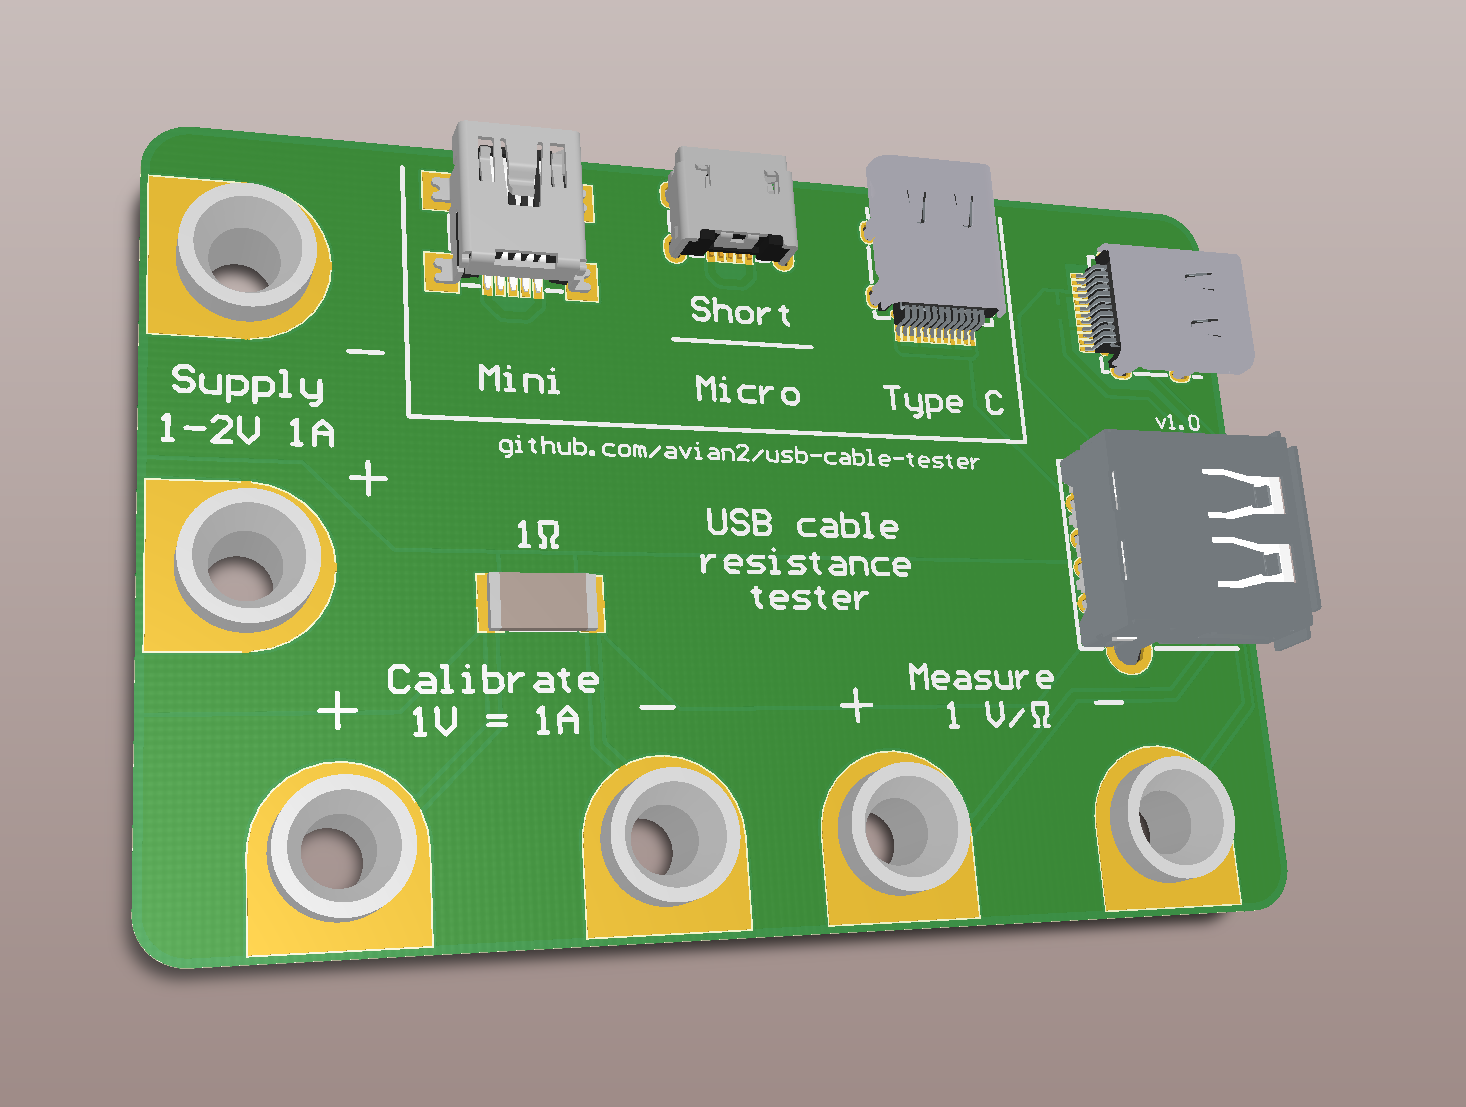 Short
Mini
Micro
Type C
−
Supply
1-2V 1A
+
v1.0
github.com/avian2/usb-cable-tester
1Ω
USB cable
resistance
tester
Calibrate
+ 1V = 1A −
Measure
+ 1 V/Ω −